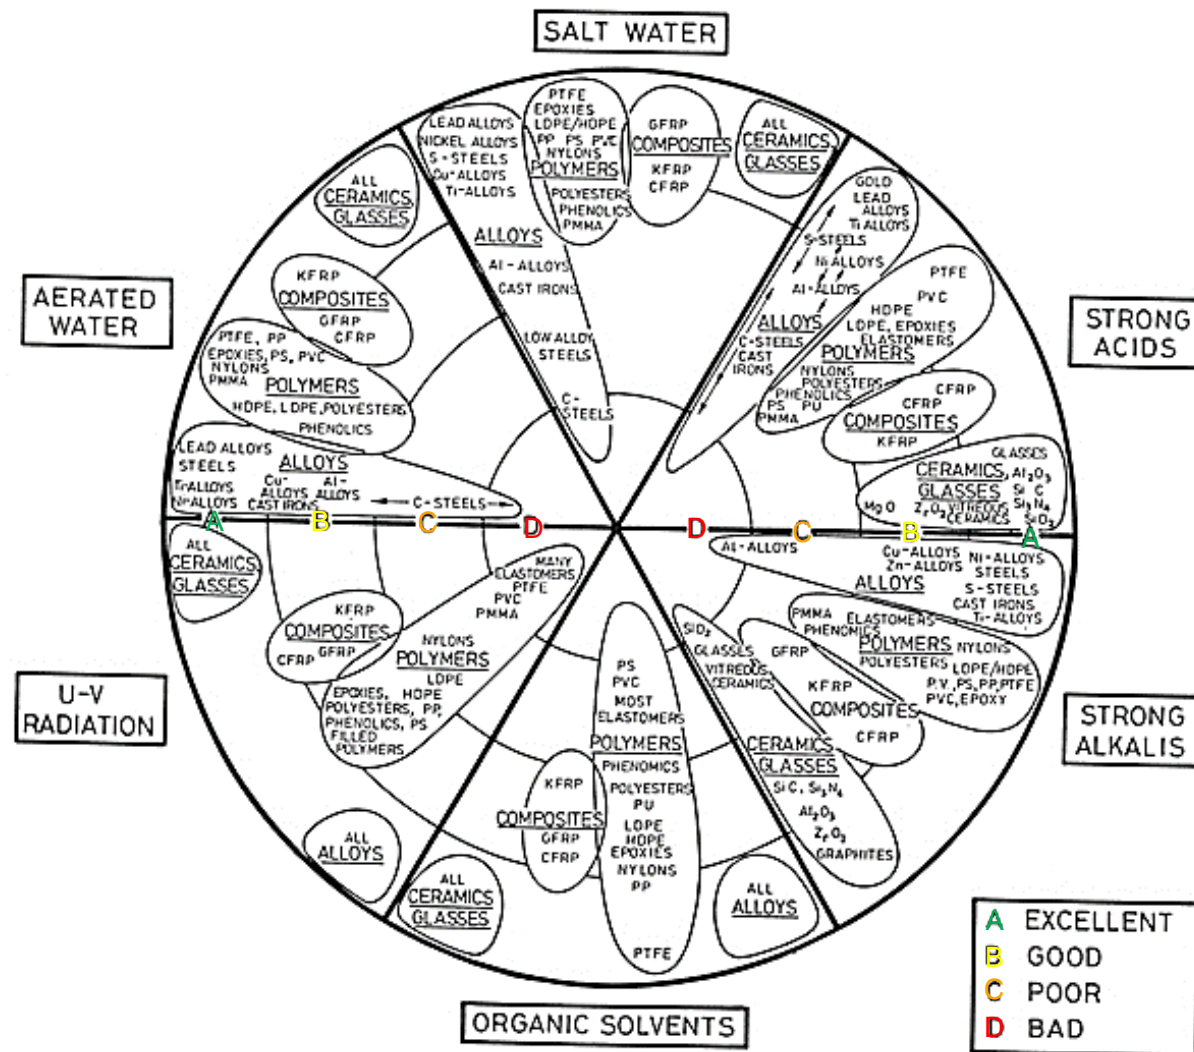 SALT WATER
LEAD ALLOYS
NICKEL ALLOYS
S-STEELS
Cu-ALLOYS
Ti-ALLOYS
ALLOYS
Al-ALLOYS
CAST IRONS
LOW ALLOY
STEELS
C-
STEELS
PTFE
EPOXIES
LDPE/HDPE
PP PS PVC
NYLONS
POLYMERS
POLYESTERS
PHENOLICS
PMMA
GFRP
COMPOSITES
KFRP
CFRP
ALL
CERAMICS,
GLASSES
STRONG
ACIDS
GOLD
LEAD
ALLOYS
Ti ALLOYS
S-STEELS
Ni ALLOYS
Al-ALLOYS
ALLOYS
C-STEELS
CAST
IRONS
PTFE
PVC
HDPE
LDPE, EPOXIES
ELASTOMERS
POLYMERS
NYLONS
POLYESTERS
PHENOLICS
PS PU
PMMA
CFRP
CFRP
COMPOSITES
KFRP
GLASSES
CERAMICS, Al₂O₃
GLASSES Si C
MgO ZrO₃ VITREOUS Si₃N₄
CERAMICS SiO₂
STRONG
ALKALIS
Al-ALLOYS
Cu-ALLOYS
Zn-ALLOYS
Ni-ALLOYS
STEELS
ALLOYS
S-STEELS
CAST IRONS
Ti-ALLOYS
PMMA ELASTOMERS
PHENOMICS
POLYMERS NYLONS
POLYESTERS LDPE/HDPE
P.V.,PS,PP,PTFE
PVC, EPOXY
GFRP
KFRP
COMPOSITES
CFRP
SiO₂
GLASSES
VITREOUS
CERAMICS
CERAMICS
GLASSES
SiC, Si₃N₄
Al₂O₃
ZrO₃
GRAPHITES
ORGANIC SOLVENTS
ALL
ALLOYS
PS
PVC
MOST
ELASTOMERS
POLYMERS
PHENOMICS
POLYESTERS
PU
LDPE
HDPE
EPOXIES
NYLONS
PP
PTFE
KFRP
COMPOSITES
GFRP
CFRP
ALL
CERAMICS
GLASSES
U-V
RADIATION
ALL
CERAMICS,
GLASSES
KFRP
COMPOSITES
CFRP GFRP
MANY
ELASTOMERS
PTFE
PVC
PMMA
NYLONS
POLYMERS
LDPE
EPOXIES, HDPE
POLYESTERS, PP,
PHENOLICS, PS
FILLED
POLYMERS
ALL
ALLOYS
AERATED
WATER
ALL
CERAMICS,
GLASSES
KFRP
COMPOSITES
GFRP
CFRP
PTFE, PP
EPOXIES, PS, PVC
NYLONS
PMMA
POLYMERS
HDPE, LDPE, POLYESTERS
PHENOLICS
LEAD ALLOYS
STEELS
Ti-ALLOYS
Ni-ALLOYS
ALLOYS
Cu-
ALLOYS
CAST IRONS
Al-
ALLOYS
C-STEELS
A B C D
D C B A
A EXCELLENT
B GOOD
C POOR
D BAD